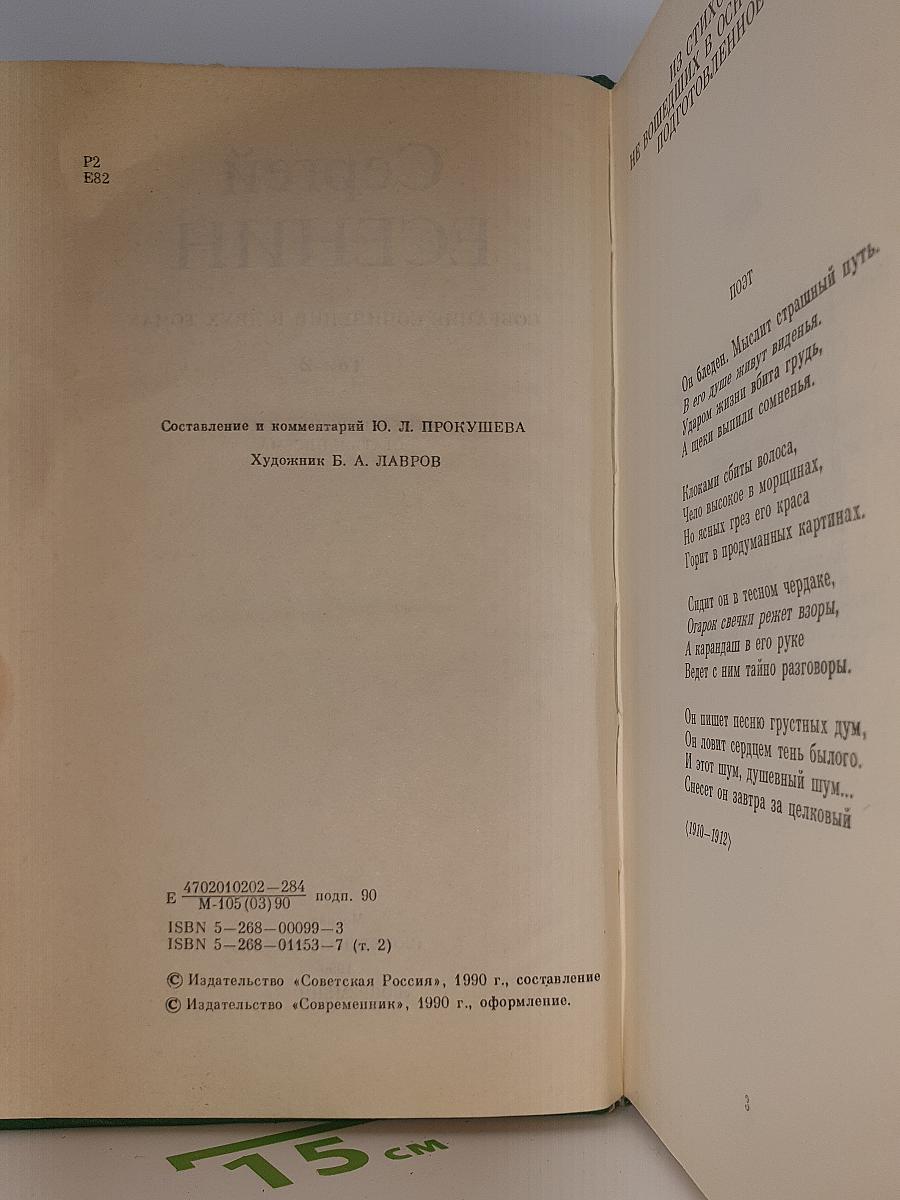 Р2
Е82
Составление и комментарий Ю. Л. ПРОКУШЕВА
Художник Б. А. ЛАВРОВ
Е 4702010202—284
М-105(03)90 подп. 90
ISBN 5—268—00099—3
ISBN 5—268—01153—7 (т. 2)
© Издательство «Советская Россия», 1990 г., составление
© Издательство «Современник», 1990 г., оформление.
ИЗ
НЕ ВОШЕДШИХ В
ПОДГОТОВЛЕННОЕ
ПОЭТ
Он бледен. Мыслит страшный путь.
В его душе живут виденья.
Ударом жизни вбита грудь,
А щеки выпили сомненья.
Клоками сбиты волоса,
Чело высокое в морщинах,
Но ясных грез его краса
Горит в продуманных картинах.
Сидит он в тесном чердаке,
Огарок свечки режет взоры,
А карандаш в его руке
Ведет с ним тайно разговоры.
Он пишет песню грустных дум,
Он ловит сердцем тень былого.
И этот шум, душевный шум...
Снесет он завтра за целковый
⟨1910—1912⟩
3
15 см